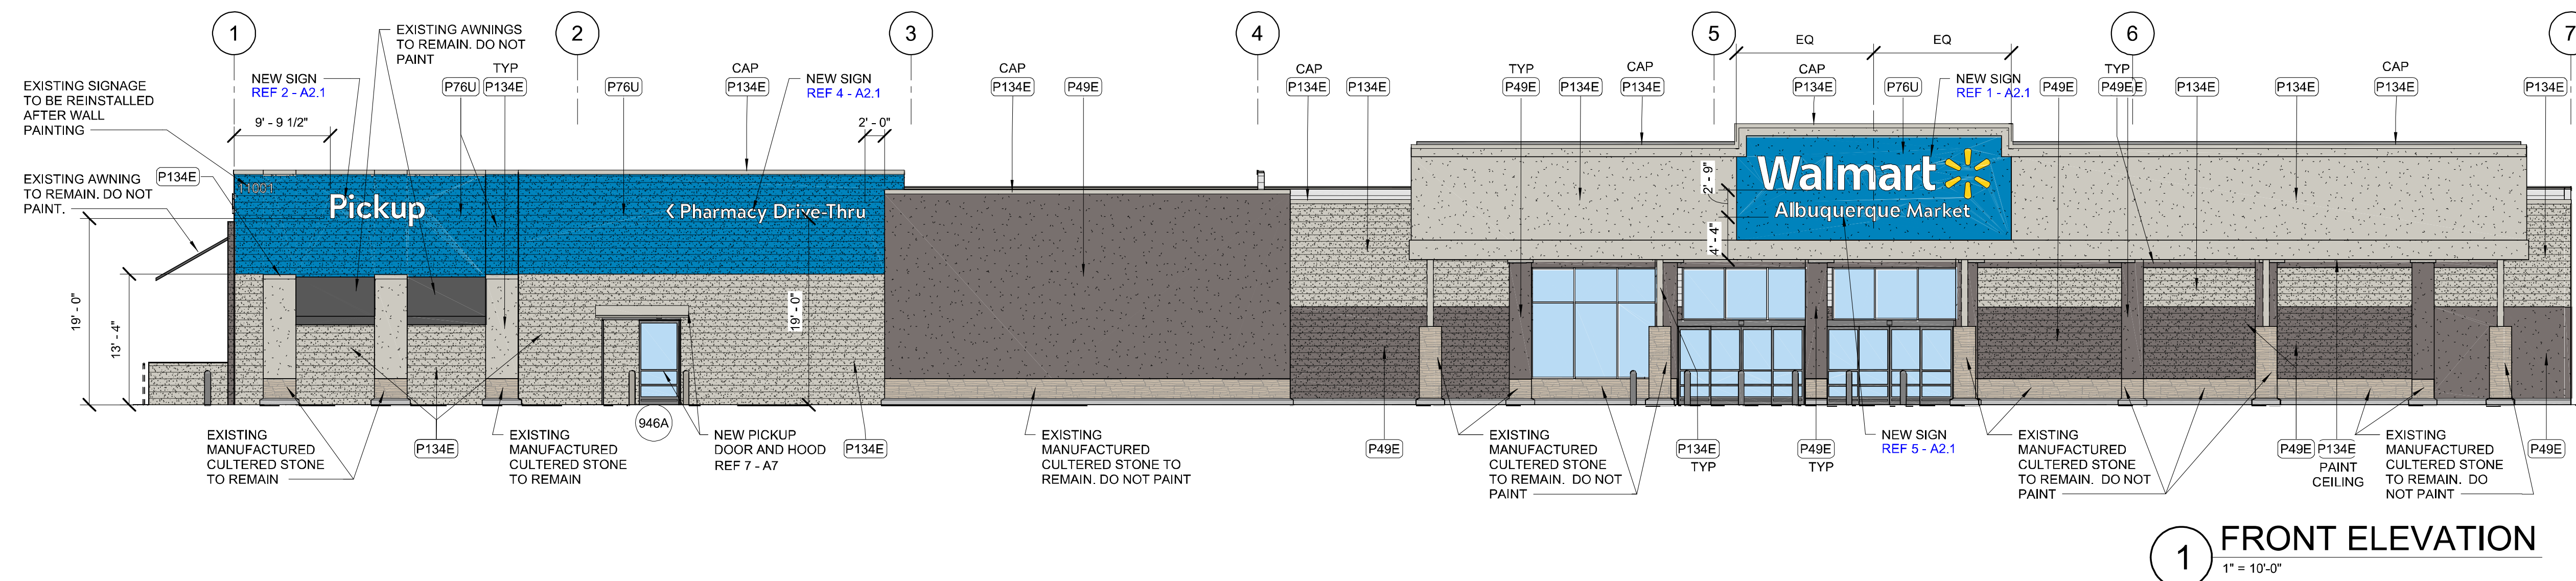 1
2
3
4
5
6
7
EXISTING AWNINGS
TO REMAIN. DO NOT
PAINT
EQ
EQ
EXISTING SIGNAGE
TO BE REINSTALLED
AFTER WALL
PAINTING
NEW SIGN
REF 2 - A2.1
P76U
TYP
P134E
P76U
CAP
P134E
NEW SIGN
REF 4 - A2.1
CAP
P134E
P49E
CAP
P134E
P134E
TYP
P49E
P134E
CAP
P134E
CAP
P134E
P76U
NEW SIGN
REF 1 - A2.1
P49E
TYP
P134E
P134E
CAP
P134E
P134E
9' - 9 1/2"
2' - 0"
EXISTING AWNING
TO REMAIN. DO NOT
PAINT.
P134E
11001
Pickup
Pharmacy Drive-Thru
Walmart
Albuquerque Market
2' - 9"
4' - 4"
19' - 0"
13' - 4"
19' - 0"
946A
EXISTING
MANUFACTURED
CULTERED STONE
TO REMAIN
P134E
EXISTING
MANUFACTURED
CULTERED STONE
TO REMAIN
NEW PICKUP
DOOR AND HOOD
REF 7 - A7
P134E
EXISTING
MANUFACTURED
CULTERED STONE TO
REMAIN. DO NOT PAINT
P49E
EXISTING
MANUFACTURED
CULTERED STONE
TO REMAIN. DO NOT
PAINT
P134E
TYP
P49E
TYP
NEW SIGN
REF 5 - A2.1
EXISTING
MANUFACTURED
CULTERED STONE
TO REMAIN. DO NOT
PAINT
P49E
P134E
PAINT
CEILING
EXISTING
MANUFACTURED
CULTERED STONE
TO REMAIN. DO
NOT PAINT
P49E
1
FRONT ELEVATION
1" = 10'-0"